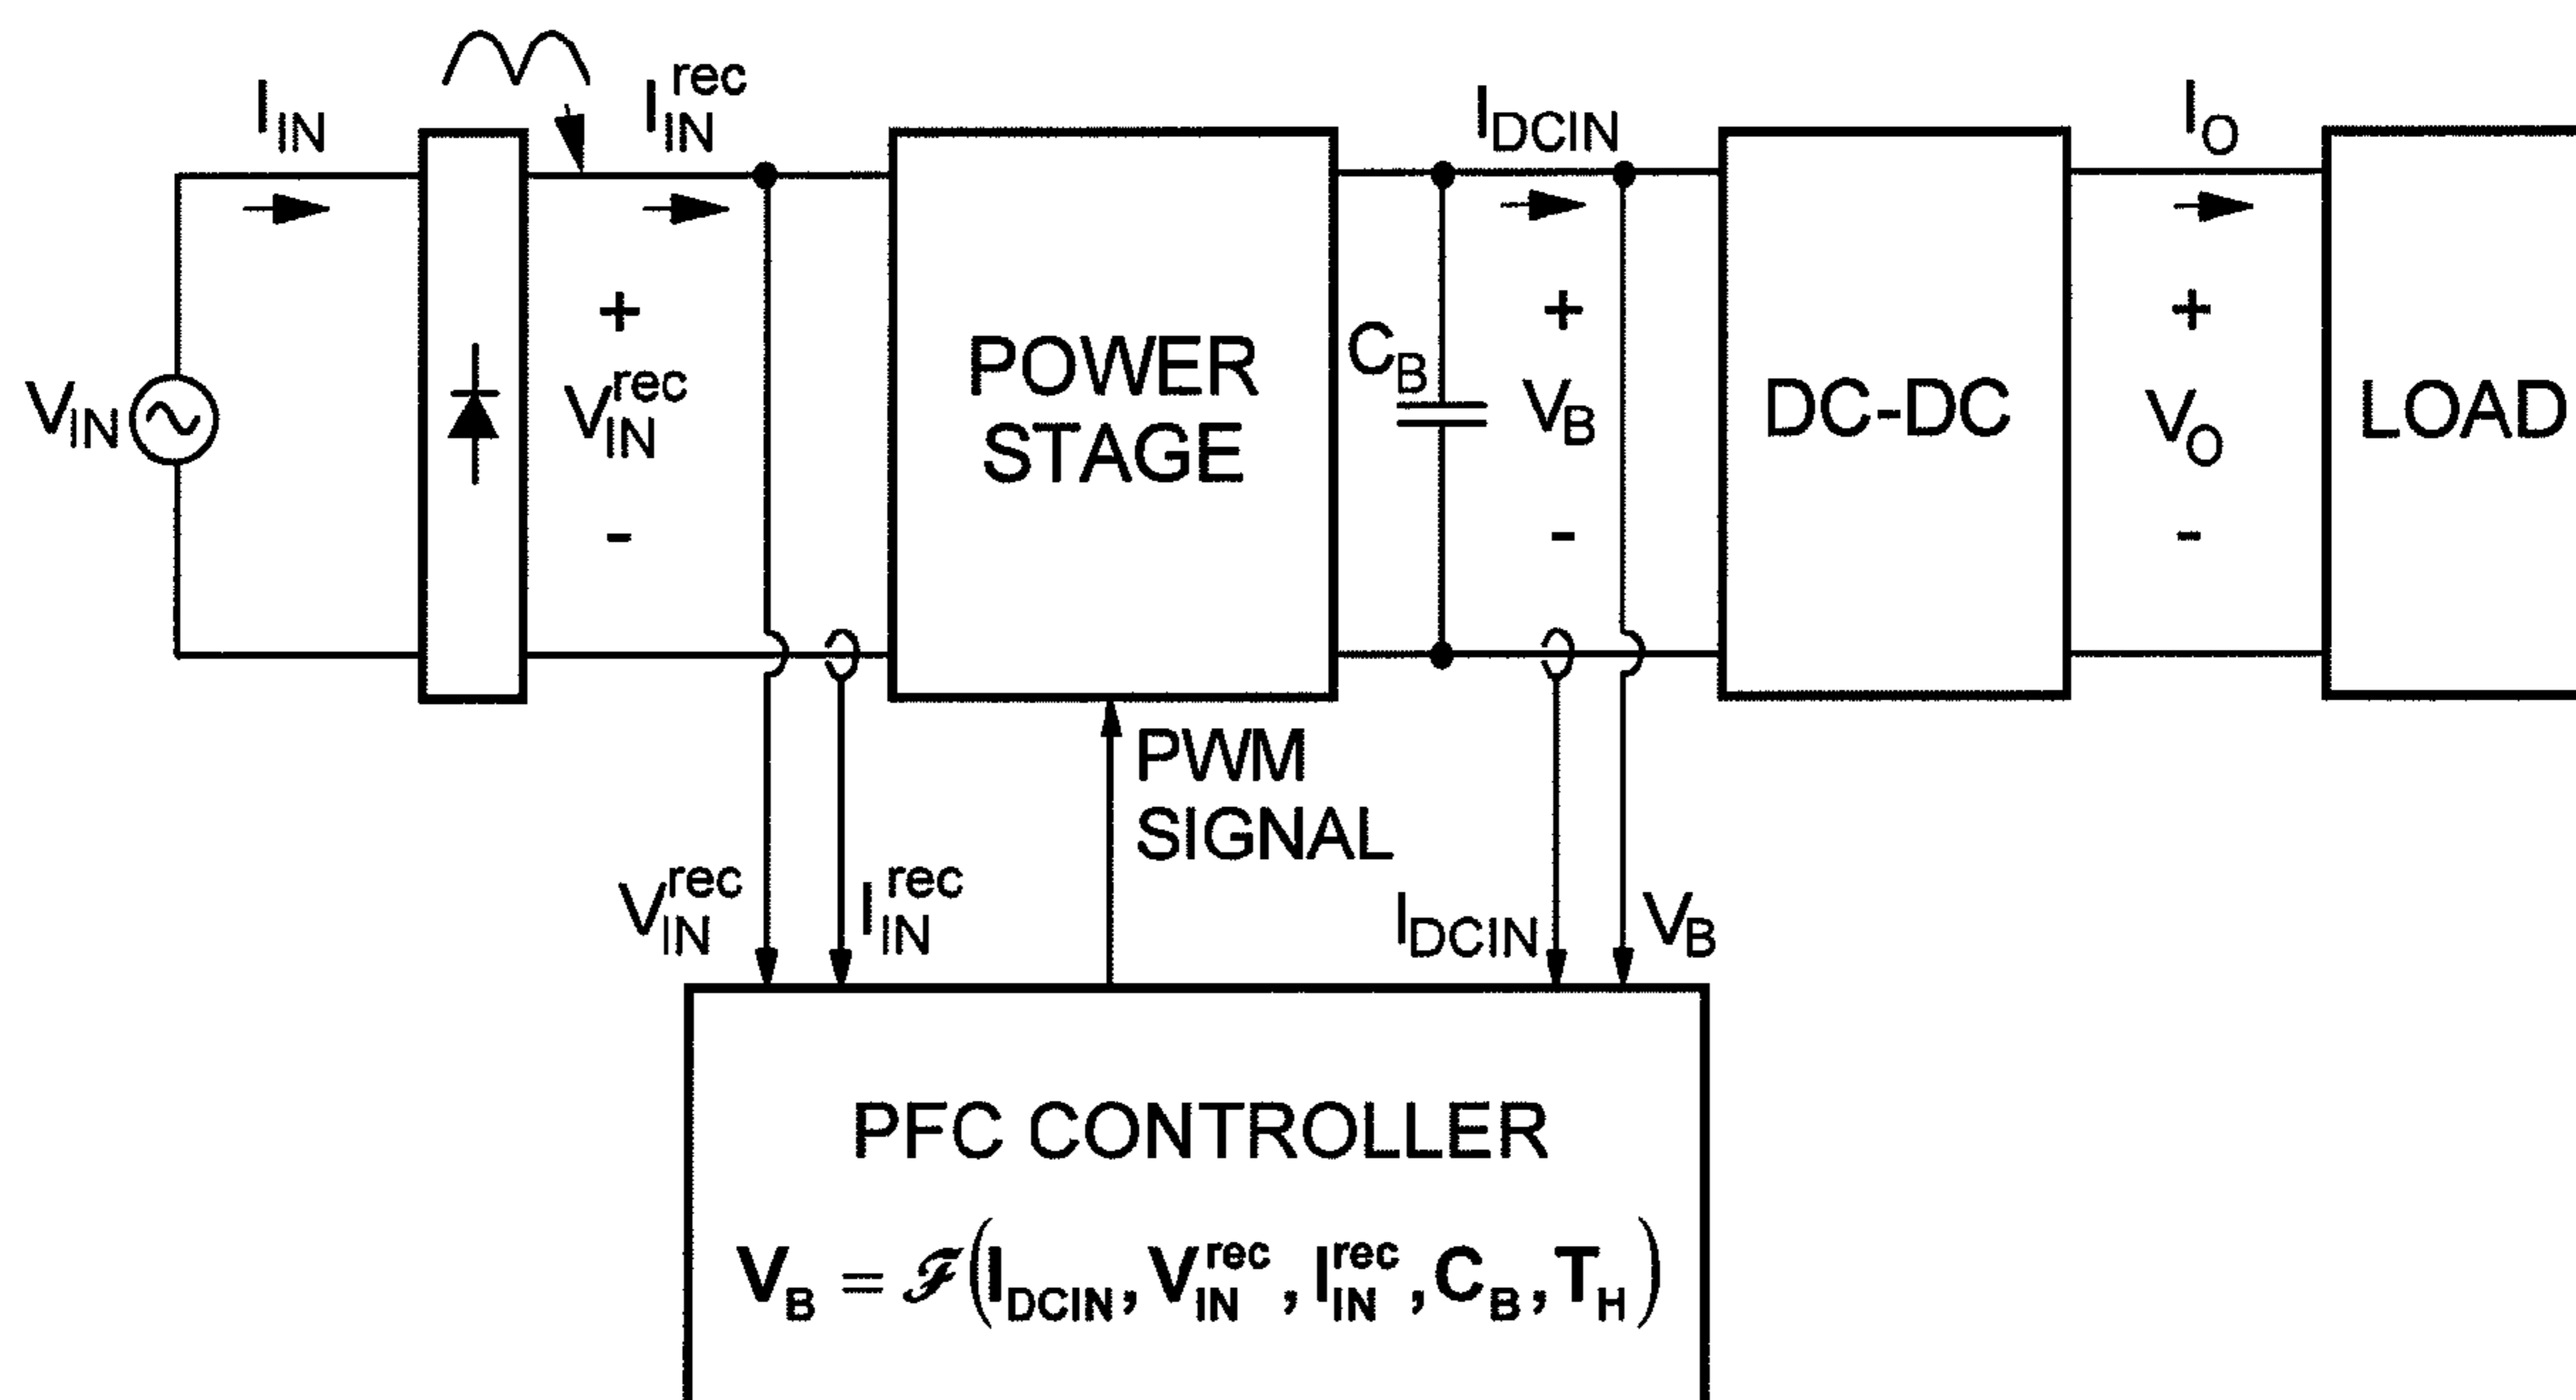 I_IN
I_IN^rec
I_DCIN
I_O
+
+
+
V_IN
V_IN^rec
-
POWER
STAGE
C_B
V_B
-
DC-DC
V_O
-
LOAD
PWM
SIGNAL
V_IN^rec
I_IN^rec
I_DCIN
V_B
PFC CONTROLLER
V_B = ℱ(I_DCIN, V_IN^rec, I_IN^rec, C_B, T_H)